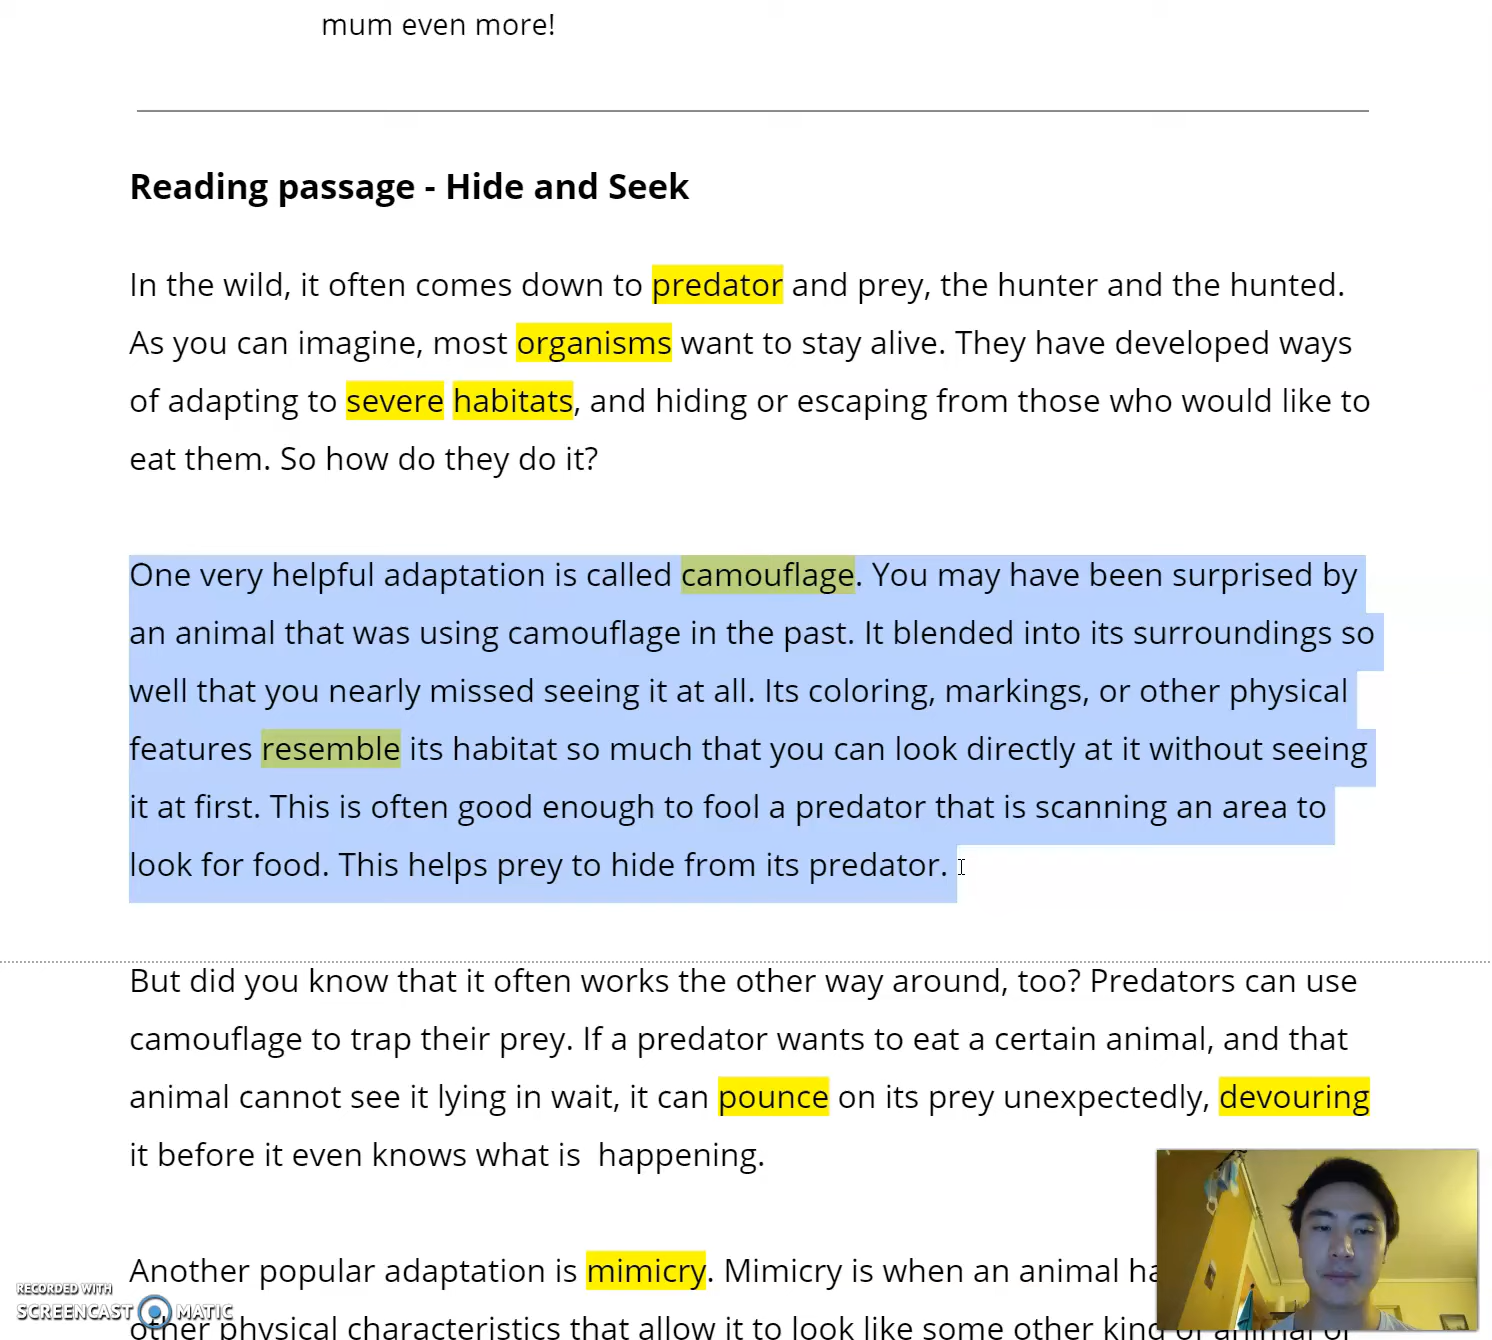 mum even more!
Reading passage - Hide and Seek
In the wild, it often comes down to predator and prey, the hunter and the hunted.
As you can imagine, most organisms want to stay alive. They have developed ways
of adapting to severe habitats, and hiding or escaping from those who would like to
eat them. So how do they do it?
One very helpful adaptation is called camouflage. You may have been surprised by
an animal that was using camouflage in the past. It blended into its surroundings so
well that you nearly missed seeing it at all. Its coloring, markings, or other physical
features resemble its habitat so much that you can look directly at it without seeing
it at first. This is often good enough to fool a predator that is scanning an area to
look for food. This helps prey to hide from its predator.
But did you know that it often works the other way around, too? Predators can use
camouflage to trap their prey. If a predator wants to eat a certain animal, and that
animal cannot see it lying in wait, it can pounce on its prey unexpectedly, devouring
it before it even knows what is  happening.
Another popular adaptation is mimicry. Mimicry is when an animal ha
other physical characteristics that allow it to look like some other kind of animal or
RECORDED WITH
SCREENCAST MATIC